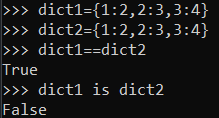 >>> dict1={1:2,2:3,3:4}
>>> dict2={1:2,2:3,3:4}
>>> dict1==dict2
True
>>> dict1 is dict2
False